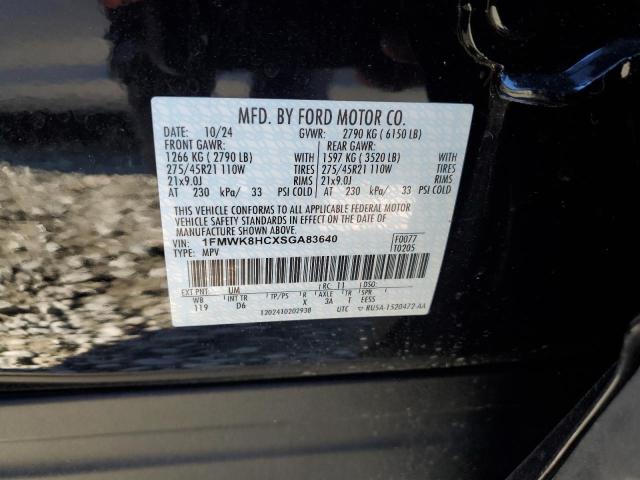 MFD. BY FORD MOTOR CO.
DATE: 10/24 GVWR: 2790 KG ( 6150 LB)
FRONT GAWR: REAR GAWR:
1266 KG ( 2790 LB) WITH 1597 KG ( 3520 LB) WITH
275/45R21 110W TIRES 275/45R21 110W TIRES
21x9.0J RIMS 21x9.0J RIMS
AT 230 kPa/ 33 PSI COLD AT 230 kPa/ 33 PSI COLD
THIS VEHICLE CONFORMS TO ALL APPLICABLE FEDERAL MOTOR
VEHICLE SAFETY STANDARDS IN EFFECT ON THE DATE OF
MANUFACTURE SHOWN ABOVE.
VIN: 1FMWK8HCXSGA83640 F0077
TYPE: MPV T0205
EXT PNT: UM RC: 11 DSO:
WB INT TR TP/PS R AXLE TR SPR
119 D6 X 3A T EESS
1202410202938 UTC ▽ RU5A-1520472-AA